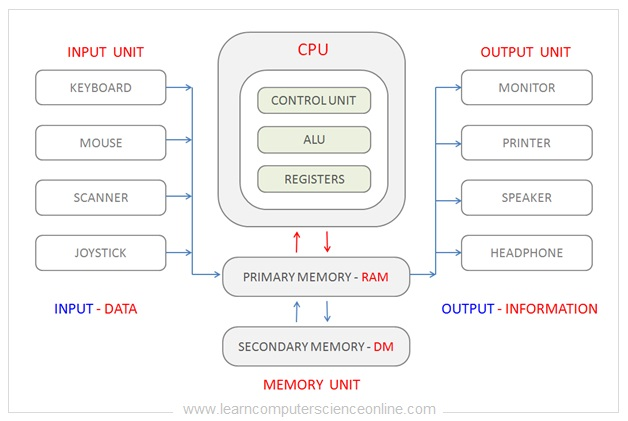 INPUT UNIT
KEYBOARD
MOUSE
SCANNER
JOYSTICK
INPUT - DATA
CPU
CONTROL UNIT
ALU
REGISTERS
PRIMARY MEMORY - RAM
SECONDARY MEMORY - DM
MEMORY UNIT
OUTPUT UNIT
MONITOR
PRINTER
SPEAKER
HEADPHONE
OUTPUT - INFORMATION
www.learncomputerscienceonline.com